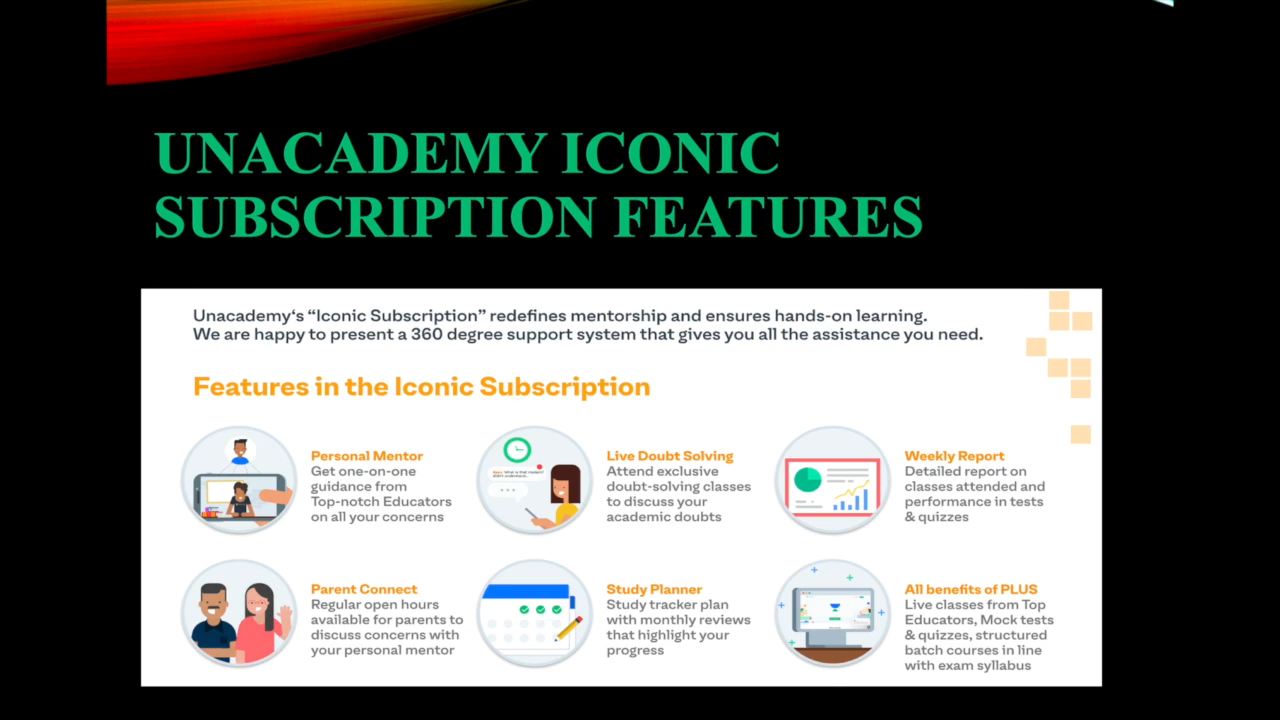 UNACADEMY ICONIC
SUBSCRIPTION FEATURES
Unacademy‘s “Iconic Subscription” redefines mentorship and ensures hands-on learning.
We are happy to present a 360 degree support system that gives you all the assistance you need.
Features in the Iconic Subscription
Personal Mentor
Get one-on-one
guidance from
Top-notch Educators
on all your concerns
Live Doubt Solving
Attend exclusive
doubt-solving classes
to discuss your
academic doubts
Weekly Report
Detailed report on
classes attended and
performance in tests
& quizzes
Parent Connect
Regular open hours
available for parents to
discuss concerns with
your personal mentor
Study Planner
Study tracker plan
with monthly reviews
that highlight your
progress
All benefits of PLUS
Live classes from Top
Educators, Mock tests
& quizzes, structured
batch courses in line
with exam syllabus